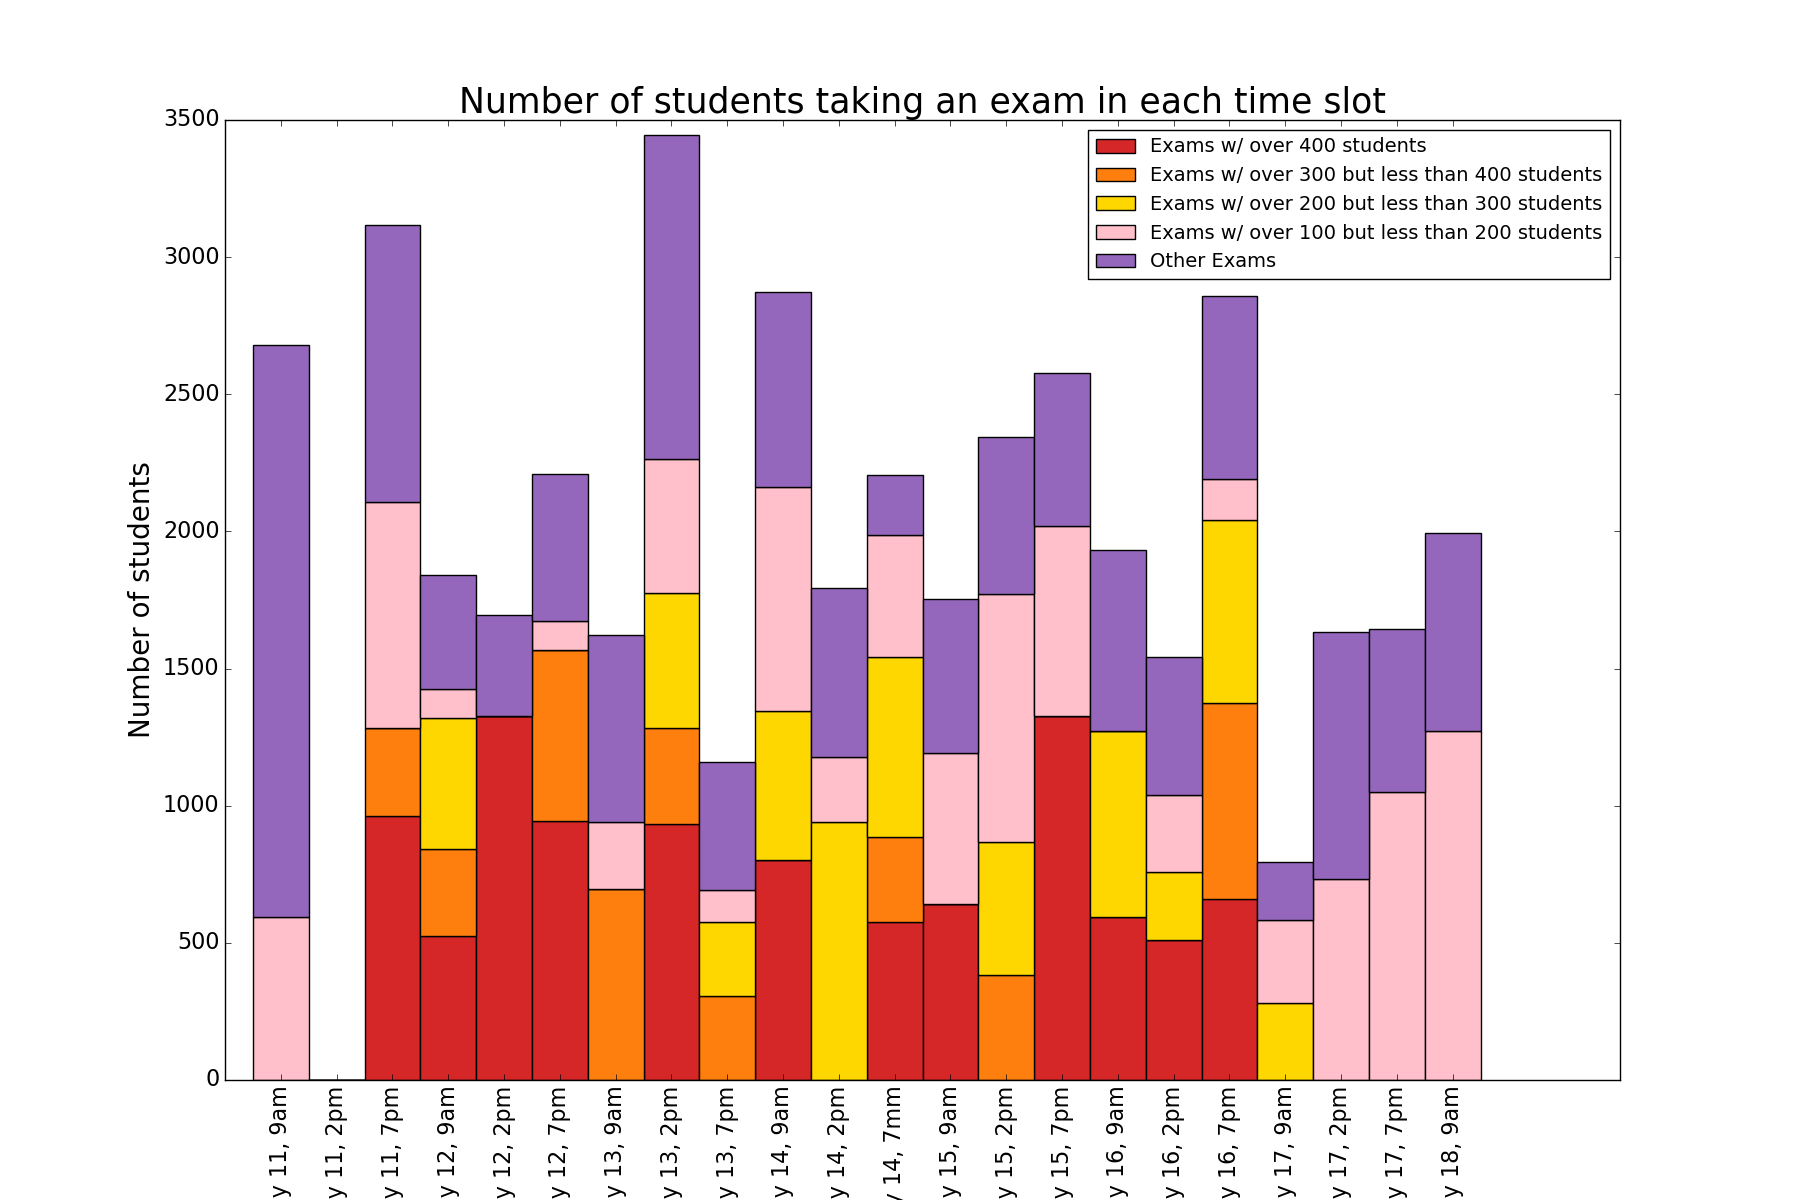 Number of students taking an exam in each time slot
Exams w/ over 400 students
Exams w/ over 300 but less than 400 students
Exams w/ over 200 but less than 300 students
Exams w/ over 100 but less than 200 students
Other Exams
Number of students
3500
3000
2500
2000
1500
1000
500
0
y 11, 9am
y 11, 2pm
y 11, 7pm
y 12, 9am
y 12, 2pm
y 12, 7pm
y 13, 9am
y 13, 2pm
y 13, 7pm
y 14, 9am
y 14, 2pm
y 14, 7mm
y 15, 9am
y 15, 2pm
y 15, 7pm
y 16, 9am
y 16, 2pm
y 16, 7pm
y 17, 9am
y 17, 2pm
y 17, 7pm
y 18, 9am